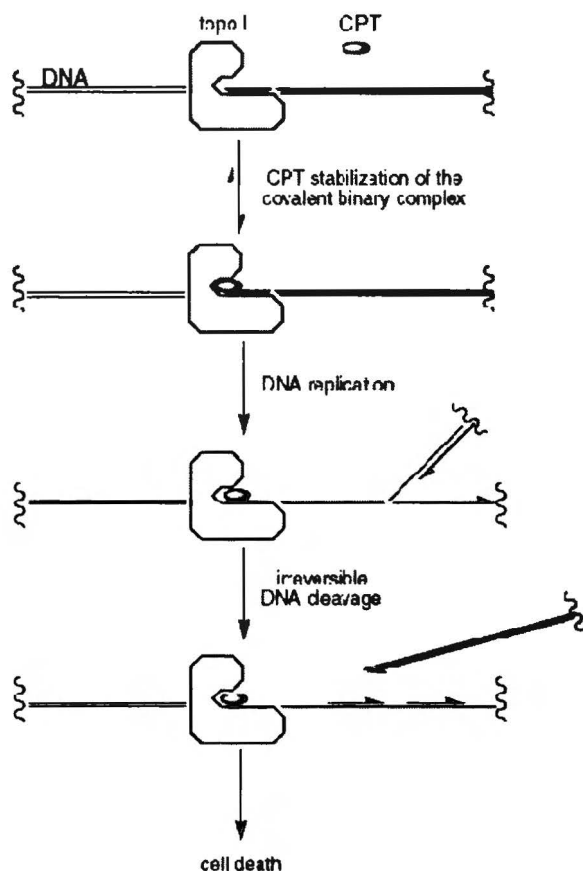 topo I
CPT
DNA
CPT stabilization of the
covalent binary complex
DNA replication
irreversible
DNA cleavage
cell death